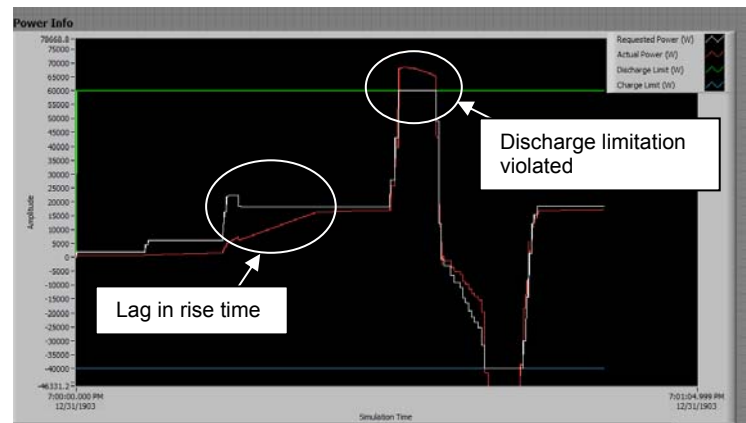 Power Info
Requested Power (W)
Actual Power (W)
Discharge Limit (W)
Charge Limit (W)
78660.8
75000
70000
65000
60000
55000
50000
45000
40000
35000
30000
25000
20000
15000
10000
5000
0
-5000
-10000
-15000
-20000
-25000
-30000
-35000
-40000
-46331.2
Amplitude
Discharge limitation
violated
Lag in rise time
7:00:00.000 PM
12/31/1903
7:01:04.999 PM
12/31/1903
Simulation Time